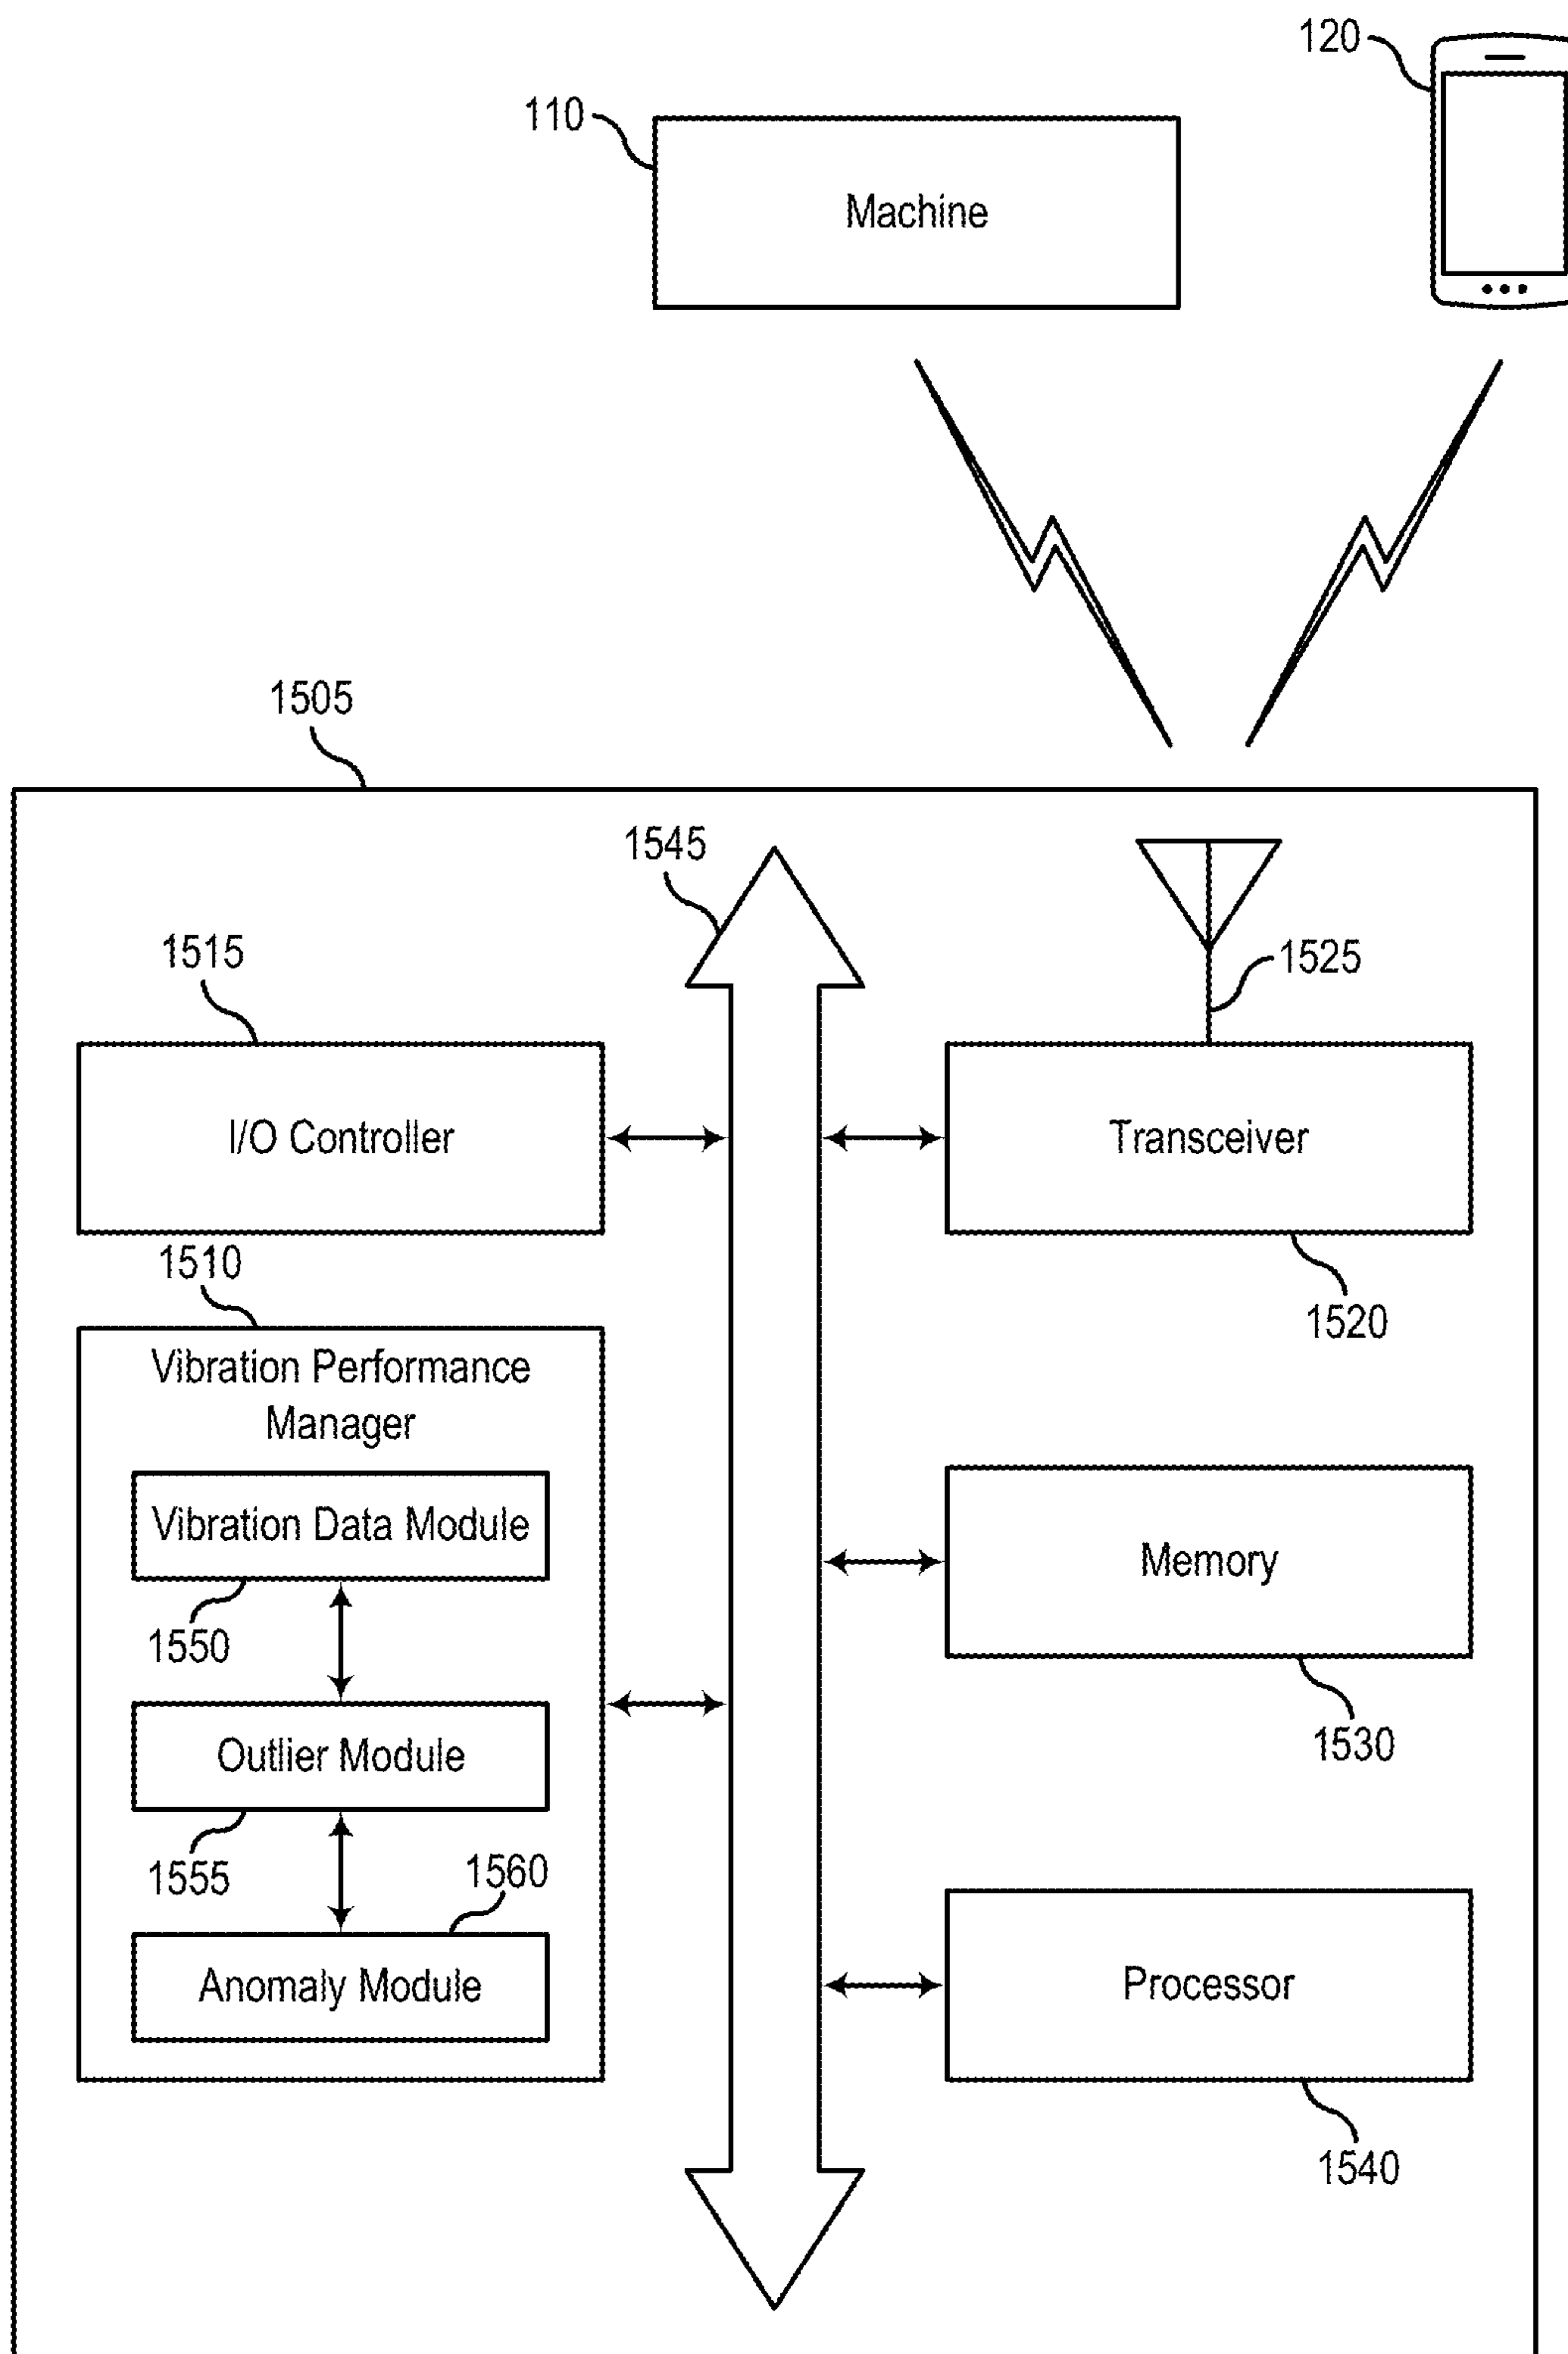 120
110
Machine
1505
1545
1515
1525
I/O Controller
Transceiver
1510
1520
Vibration Performance
Manager
Vibration Data Module
Memory
1550
1530
Outlier Module
1555
1560
Anomaly Module
Processor
1540